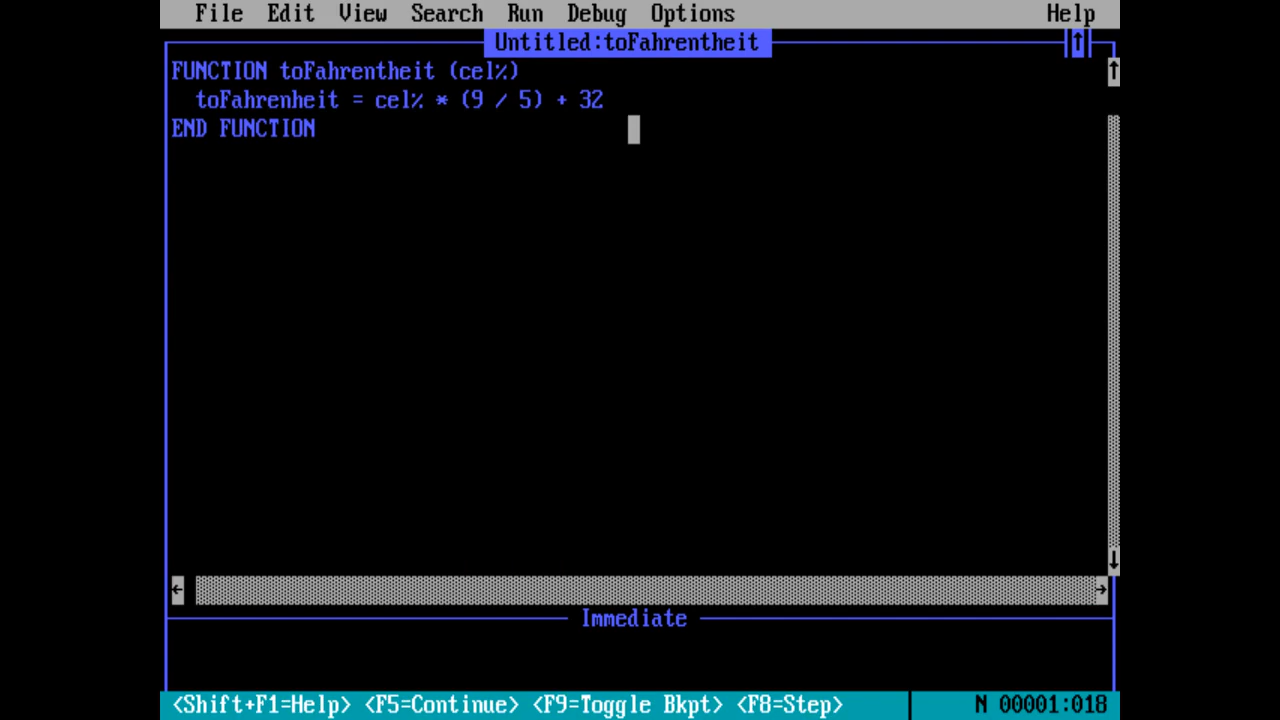 File Edit View Search Run Debug Options Help
Untitled:toFahrentheit
FUNCTION toFahrentheit (cel%)
toFahrenheit = cel% * (9 / 5) + 32
END FUNCTION
Immediate
<Shift+F1=Help> <F5=Continue> <F9=Toggle Bkpt> <F8=Step> N 00001:018